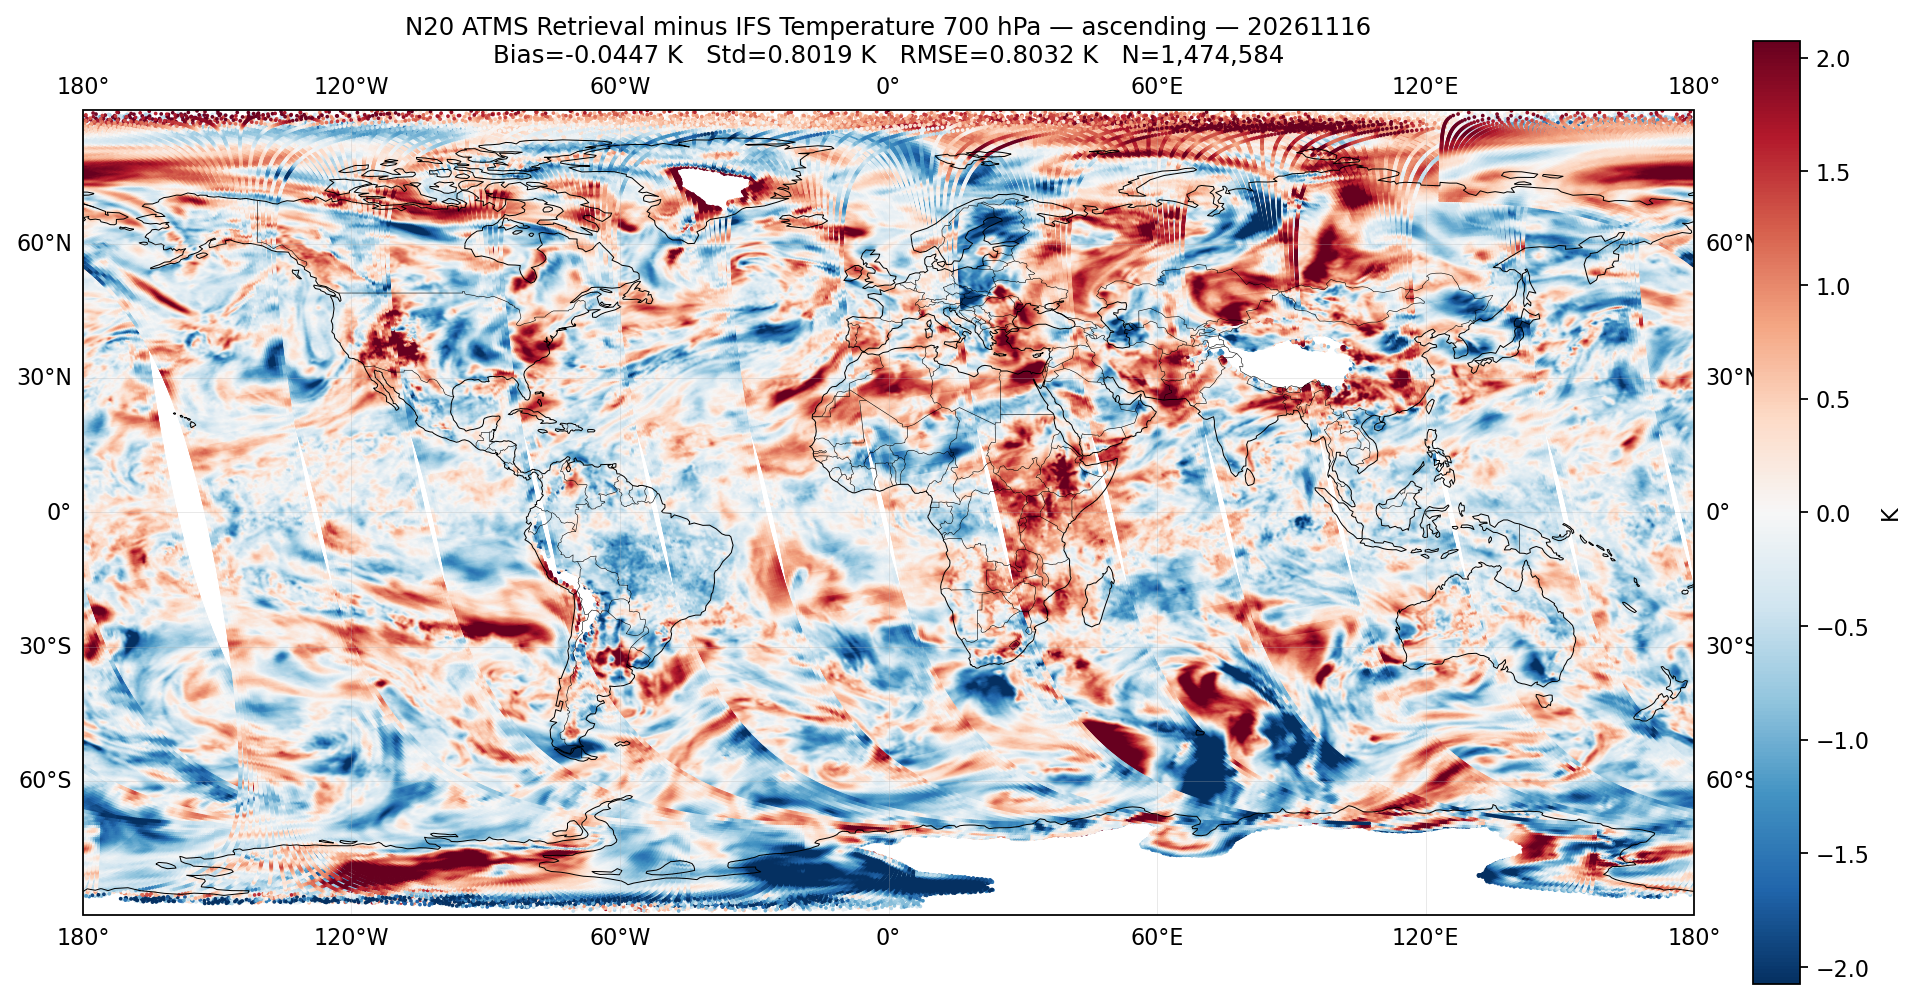 N20 ATMS Retrieval minus IFS Temperature 700 hPa — ascending — 20261116
Bias=-0.0447 K   Std=0.8019 K   RMSE=0.8032 K   N=1,474,584
180° 120°W 60°W 0° 60°E 120°E 180°
60°N 60°N
30°N 30°N
0° 0°
30°S 30°S
60°S 60°S
180° 120°W 60°W 0° 60°E 120°E 180°
2.0
1.5
1.0
0.5
0.0
−0.5
−1.0
−1.5
−2.0
K